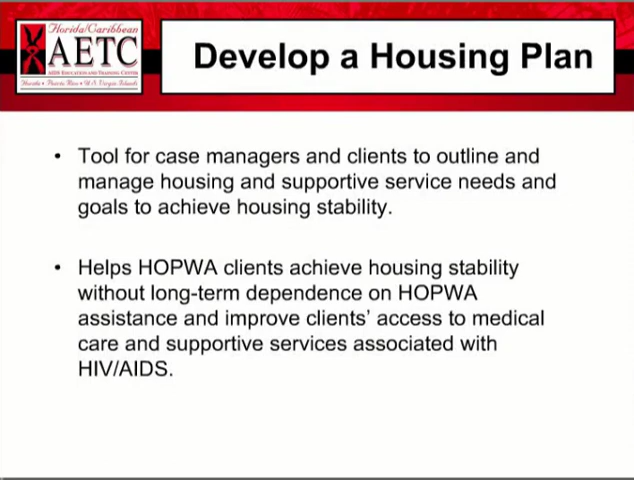 Florida/Caribbean
AETC
AIDS EDUCATION AND TRAINING CENTER
Florida • Puerto Rico • U.S. Virgin Islands
Develop a Housing Plan
• Tool for case managers and clients to outline and
manage housing and supportive service needs and
goals to achieve housing stability.
• Helps HOPWA clients achieve housing stability
without long-term dependence on HOPWA
assistance and improve clients’ access to medical
care and supportive services associated with
HIV/AIDS.